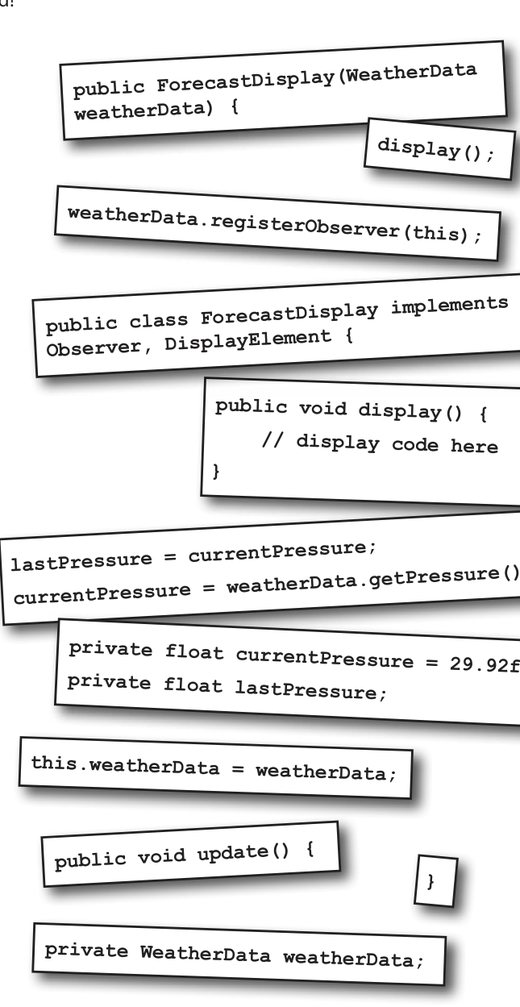 public ForecastDisplay(WeatherData
weatherData) {
display();
weatherData.registerObserver(this);
public class ForecastDisplay implements
Observer, DisplayElement {
public void display() {
// display code here
}
lastPressure = currentPressure;
currentPressure = weatherData.getPressure()
private float currentPressure = 29.92f
private float lastPressure;
this.weatherData = weatherData;
public void update() {
}
private WeatherData weatherData;